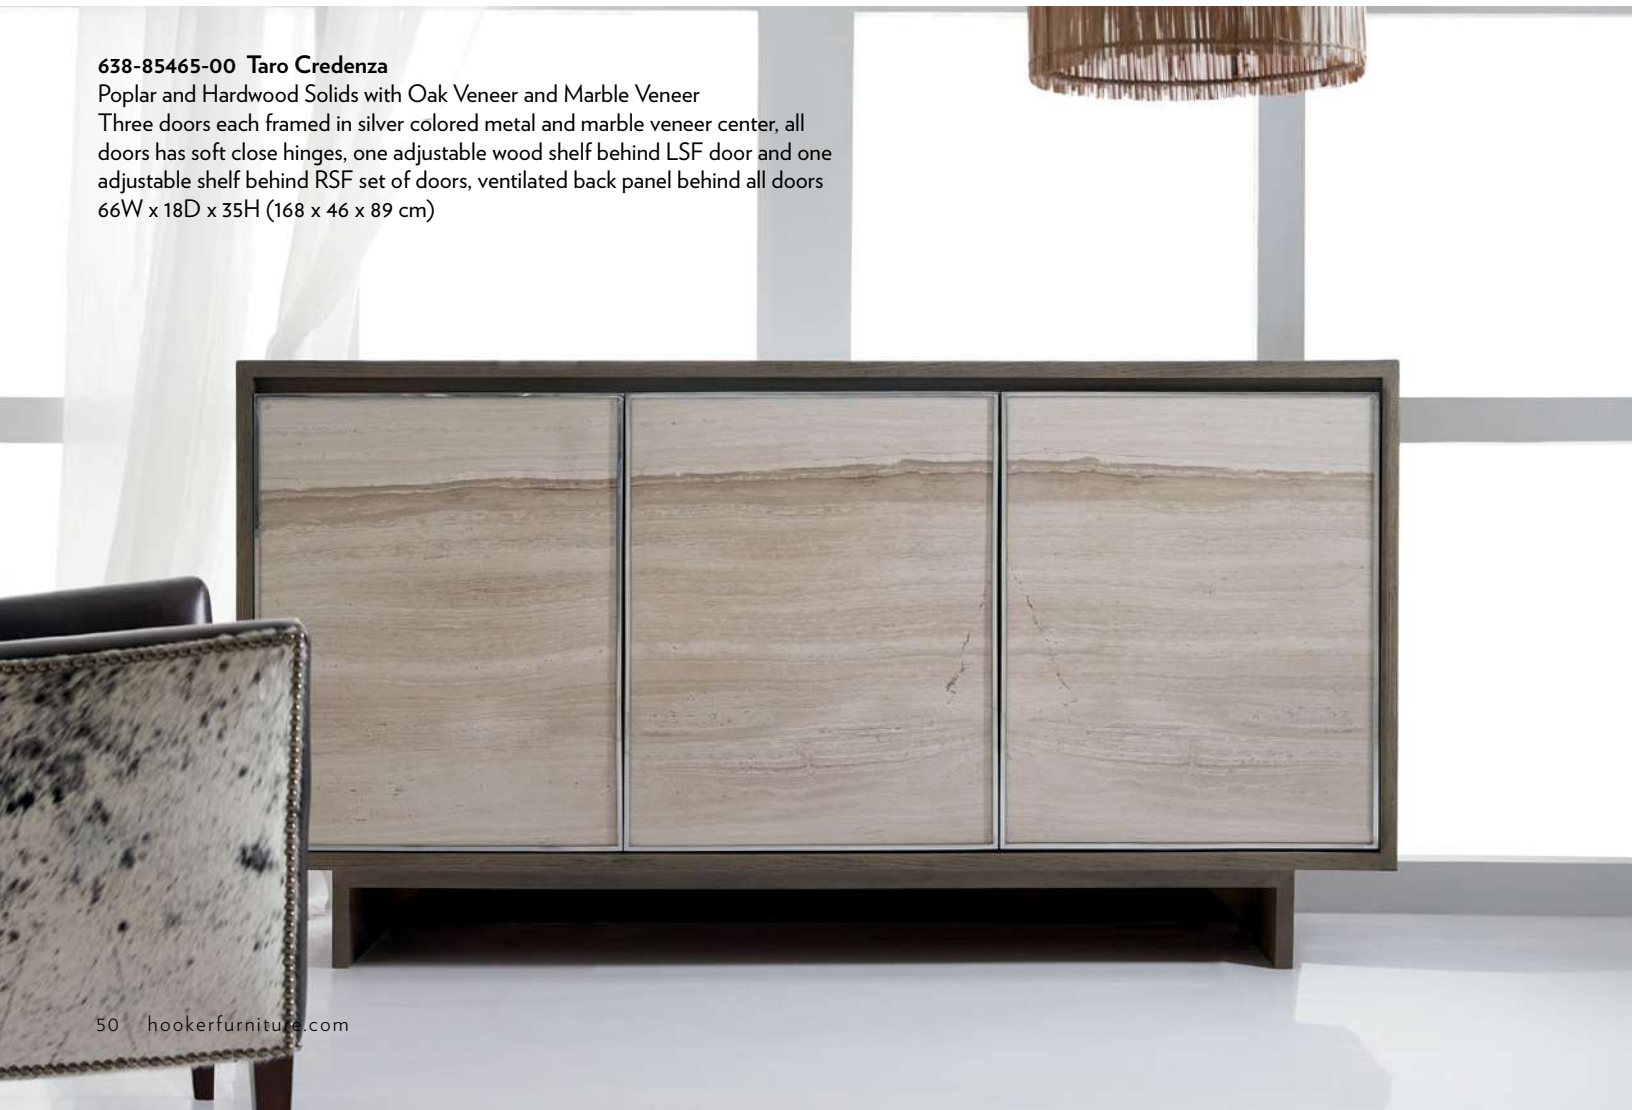 638-85465-00 Taro Credenza
Poplar and Hardwood Solids with Oak Veneer and Marble Veneer
Three doors each framed in silver colored metal and marble veneer center, all
doors has soft close hinges, one adjustable wood shelf behind LSF door and one
adjustable shelf behind RSF set of doors, ventilated back panel behind all doors
66W x 18D x 35H (168 x 46 x 89 cm)
50 hookerfurniture.com